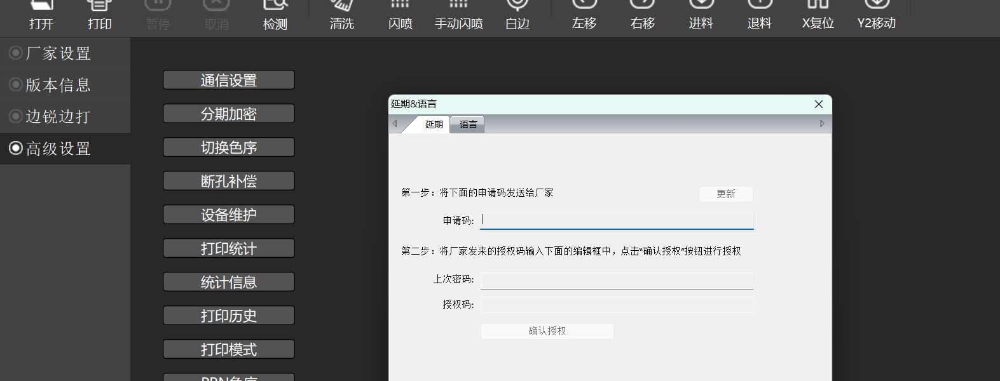 打开 打印 暂停 取消 检测 清洗 闪喷 手动闪喷 白边 左移 右移 进料 退料 X复位 Y2移动
厂家设置
版本信息
边锐边打
高级设置
通信设置
分期加密
切换色序
断孔补偿
设备维护
打印统计
统计信息
打印历史
打印模式
延期&语言
延期 语言
第一步：将下面的申请码发送给厂家 更新
申请码:
第二步：将厂家发来的授权码输入下面的编辑框中，点击“确认授权”按钮进行授权
上次密码:
授权码:
确认授权